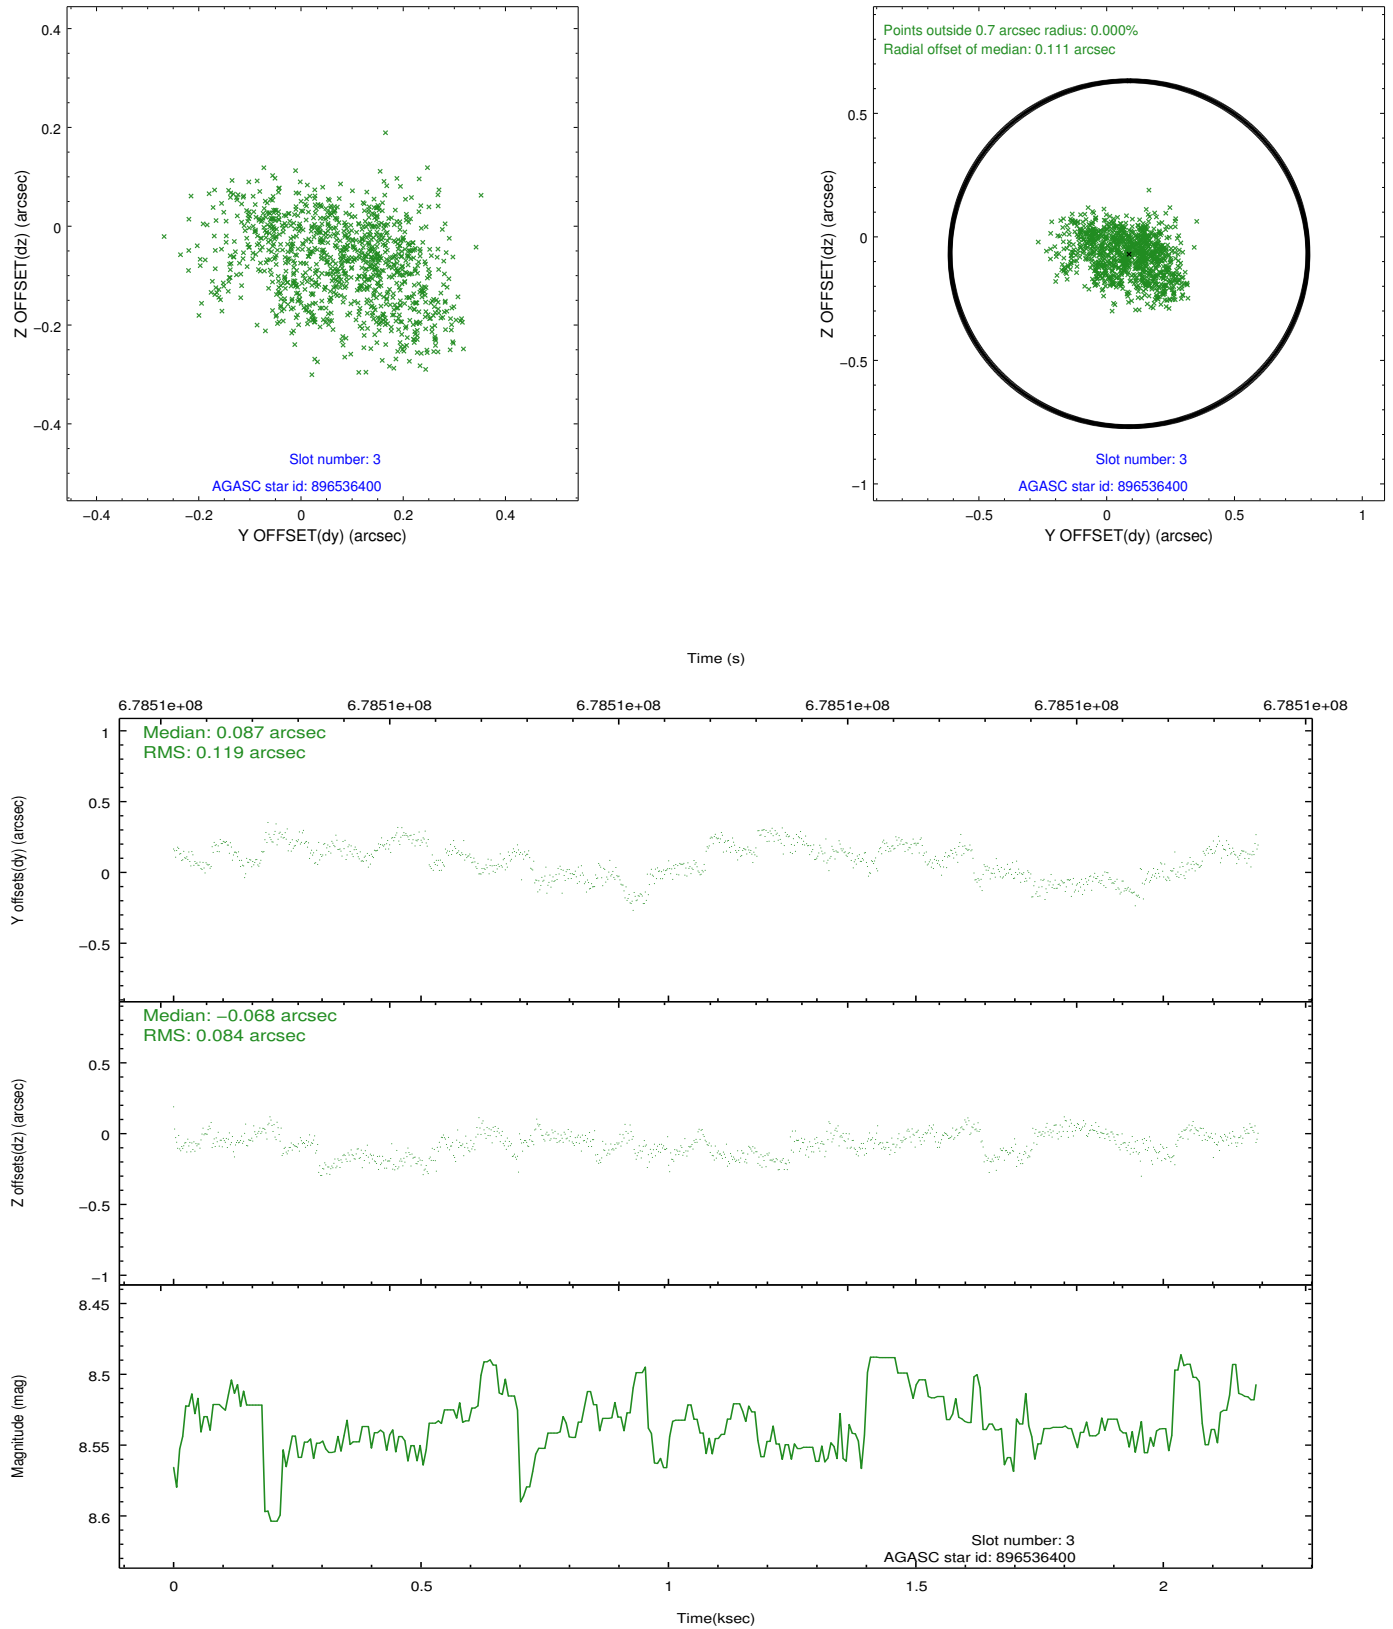 0.4
0.2
0
−0.2
−0.4
Z OFFSET(dz) (arcsec)
Slot number: 3
AGASC star id: 896536400
−0.4 −0.2 0 0.2 0.4
Y OFFSET(dy) (arcsec)
Points outside 0.7 arcsec radius: 0.000%
Radial offset of median: 0.111 arcsec
0.5
0
−0.5
−1
Z OFFSET(dz) (arcsec)
Slot number: 3
AGASC star id: 896536400
−0.5 0 0.5 1
Y OFFSET(dy) (arcsec)
Time (s)
6.7851e+08 6.7851e+08 6.7851e+08 6.7851e+08 6.7851e+08 6.7851e+08
Median: 0.087 arcsec
RMS: 0.119 arcsec
1
0.5
0
−0.5
Y offsets(dy) (arcsec)
Median: −0.068 arcsec
RMS: 0.084 arcsec
0.5
0
−0.5
−1
Z offsets(dz) (arcsec)
8.45
8.5
8.55
8.6
Magnitude (mag)
Slot number: 3
AGASC star id: 896536400
0 0.5 1 1.5 2
Time(ksec)